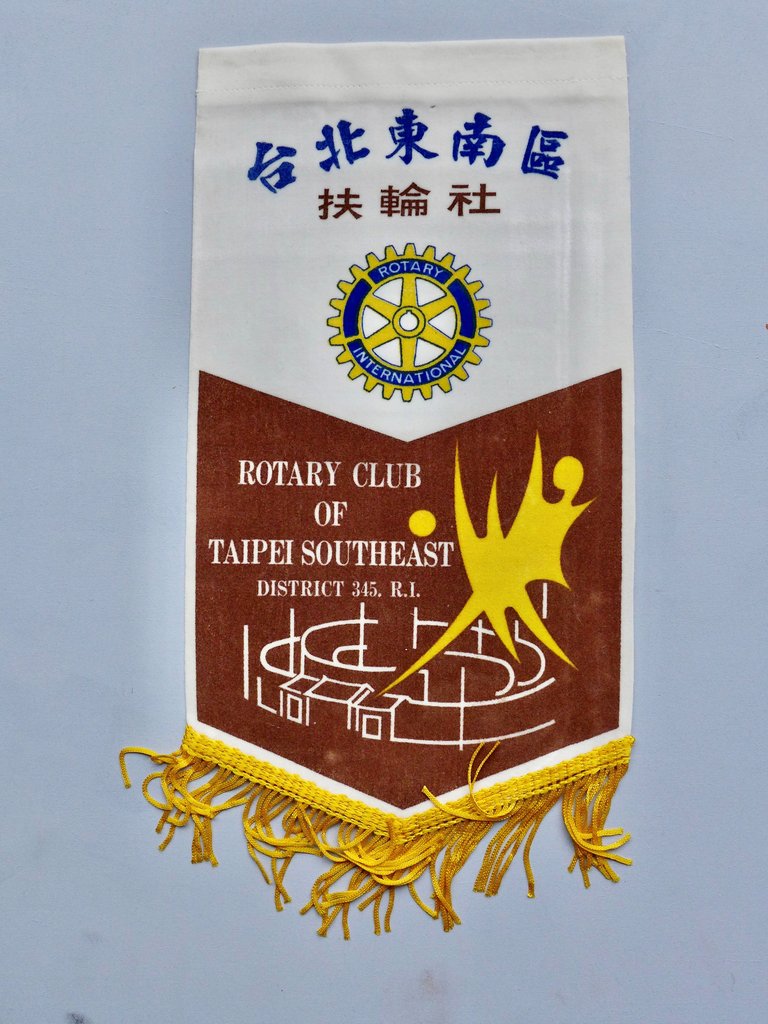 台北東南區
扶輪社
ROTARY
INTERNATIONAL
ROTARY CLUB
OF
TAIPEI SOUTHEAST
DISTRICT 345. R.I.